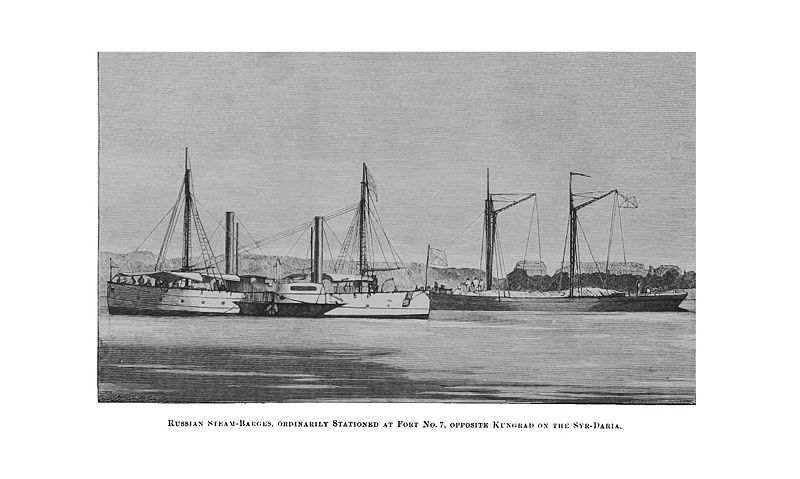 Russian Steam-Barges, ordinarily Stationed at Fort No. 7, opposite Kungrad on the Syr-Daria.